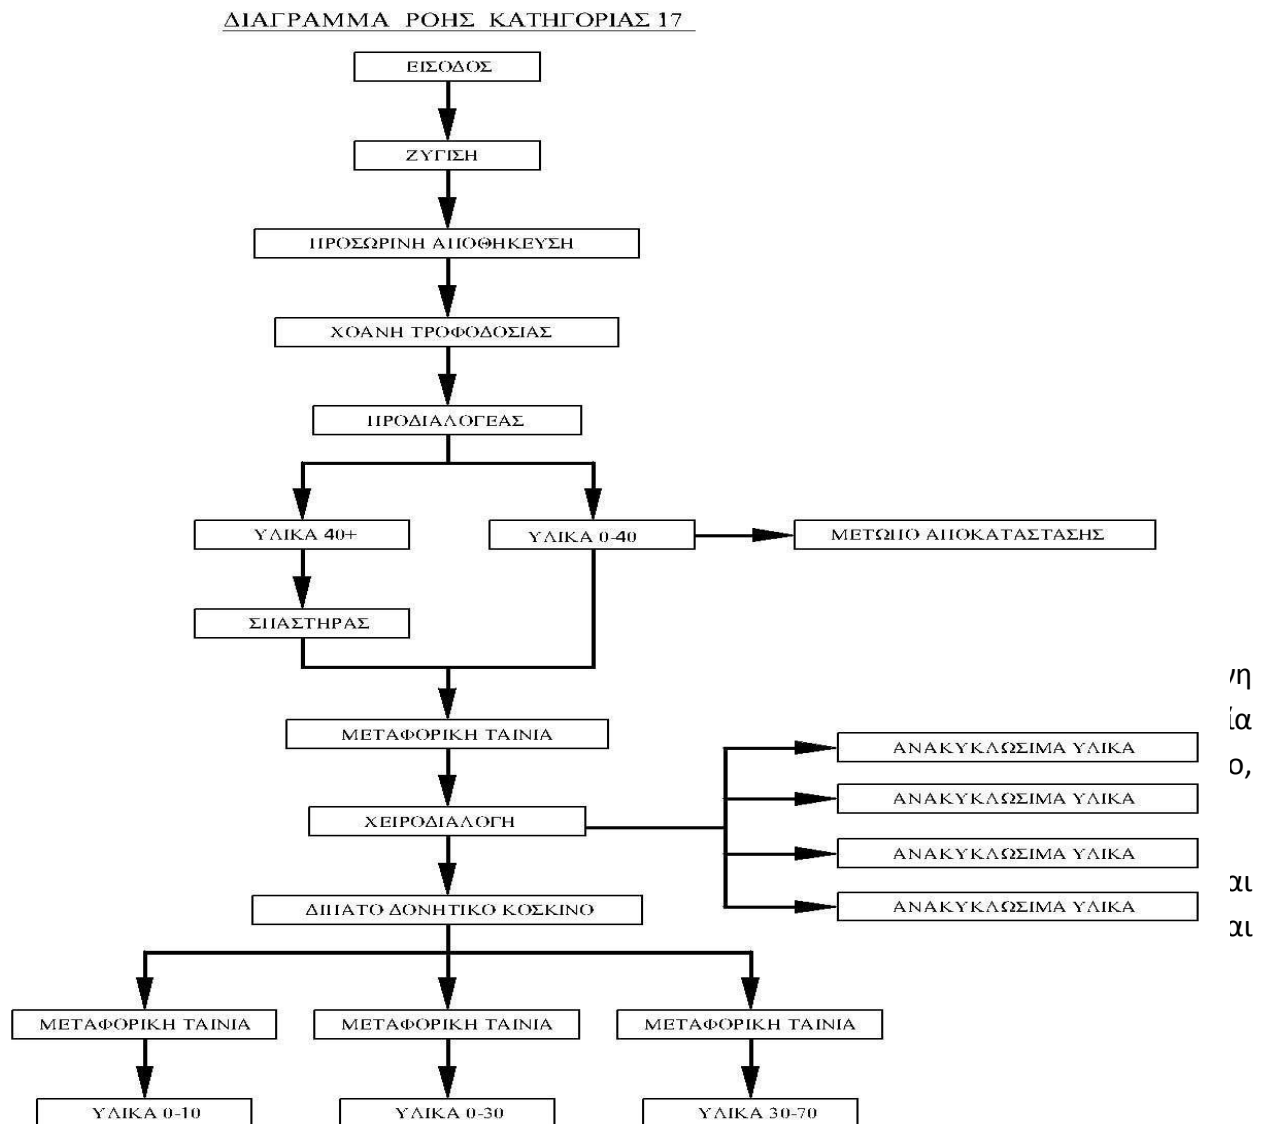 ΔΙΑΓΡΑΜΜΑ ΡΟΗΣ ΚΑΤΗΓΟΡΙΑΣ 17
ΕΙΣΟΔΟΣ
ΖΥΓΙΣΗ
ΠΡΟΣΩΡΙΝΗ ΑΠΟΘΗΚΕΥΣΗ
ΧΟΑΝΗ ΤΡΟΦΟΔΟΣΙΑΣ
ΠΡΟΔΙΑΛΟΓΕΑΣ
ΥΛΙΚΑ 40+
ΥΛΙΚΑ 0-40
ΜΕΤΩΠΟ ΑΠΟΚΑΤΑΣΤΑΣΗΣ
ΣΠΑΣΤΗΡΑΣ
ΜΕΤΑΦΟΡΙΚΗ ΤΑΙΝΙΑ
ΑΝΑΚΥΚΛΩΣΙΜΑ ΥΛΙΚΑ
ΑΝΑΚΥΚΛΩΣΙΜΑ ΥΛΙΚΑ
ΧΕΙΡΟΔΙΑΛΟΓΗ
ΑΝΑΚΥΚΛΩΣΙΜΑ ΥΛΙΚΑ
ΑΝΑΚΥΚΛΩΣΙΜΑ ΥΛΙΚΑ
ΔΙΠΑΤΟ ΔΟΝΗΤΙΚΟ ΚΟΣΚΙΝΟ
ΜΕΤΑΦΟΡΙΚΗ ΤΑΙΝΙΑ
ΜΕΤΑΦΟΡΙΚΗ ΤΑΙΝΙΑ
ΜΕΤΑΦΟΡΙΚΗ ΤΑΙΝΙΑ
ΥΛΙΚΑ 0-10
ΥΛΙΚΑ 0-30
ΥΛΙΚΑ 30-70